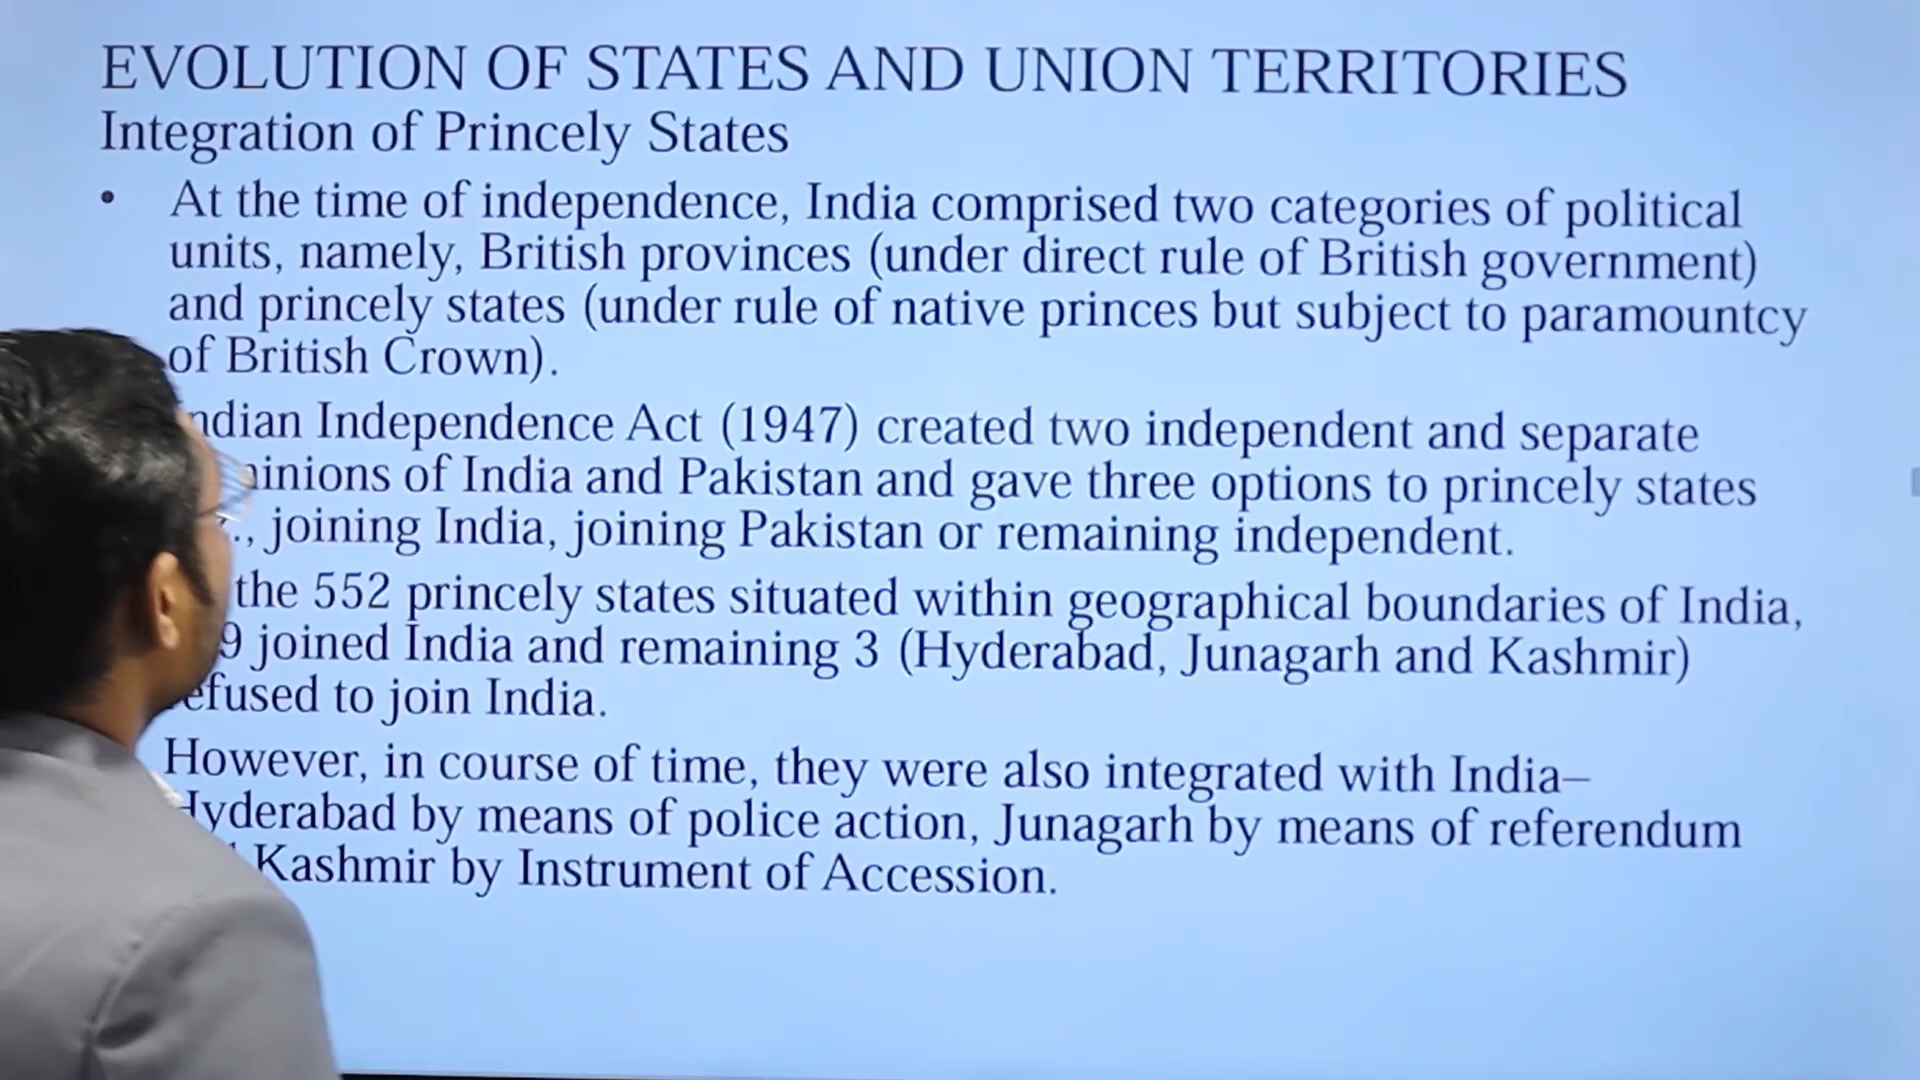 EVOLUTION OF STATES AND UNION TERRITORIES
Integration of Princely States
• At the time of independence, India comprised two categories of political
units, namely, British provinces (under direct rule of British government)
and princely states (under rule of native princes but subject to paramountcy
of British Crown).
Independence Act (1947) created two independent and separate
of India and Pakistan and gave three options to princely states
joining India, joining Pakistan or remaining independent.
the 552 princely states situated within geographical boundaries of India,
joined India and remaining 3 (Hyderabad, Junagarh and Kashmir)
to join India.
However, in course of time, they were also integrated with India–
Hyderabad by means of police action, Junagarh by means of referendum
Kashmir by Instrument of Accession.